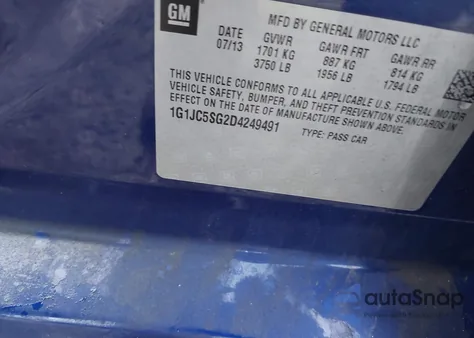 GM
MFD BY GENERAL MOTORS LLC
DATE GVWR GAWR FRT GAWR RR
07/13 1701 KG 887 KG 814 KG
3750 LB 1956 LB 1794 LB
THIS VEHICLE CONFORMS TO ALL APPLICABLE U.S. FEDERAL MOTOR
VEHICLE SAFETY, BUMPER, AND THEFT PREVENTION STANDARDS IN
EFFECT ON THE DATE OF MANUFACTURE SHOWN ABOVE.
1G1JC5SG2D4249491 TYPE: PASS CAR
autoSnap